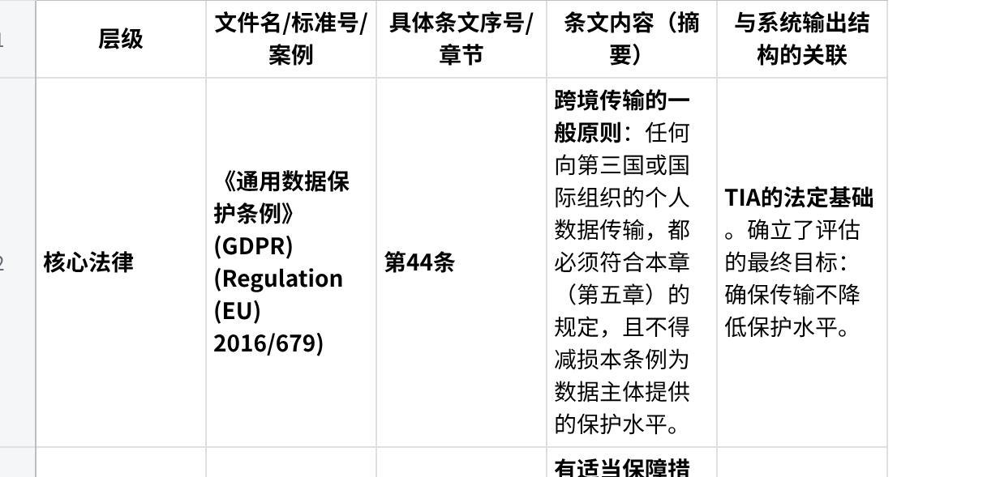 层级
文件名/标准号/
案例
具体条文序号/
章节
条文内容（摘
要）
与系统输出结
构的关联
核心法律
《通用数据保
护条例》
(GDPR)
(Regulation
(EU)
2016/679)
第44条
跨境传输的一
般原则：任何
向第三国或国
际组织的个人
数据传输，都
必须符合本章
（第五章）的
规定，且不得
减损本条例为
数据主体提供
的保护水平。
TIA的法定基础
。确立了评估
的最终目标：
确保传输不降
低保护水平。
有适当保障措